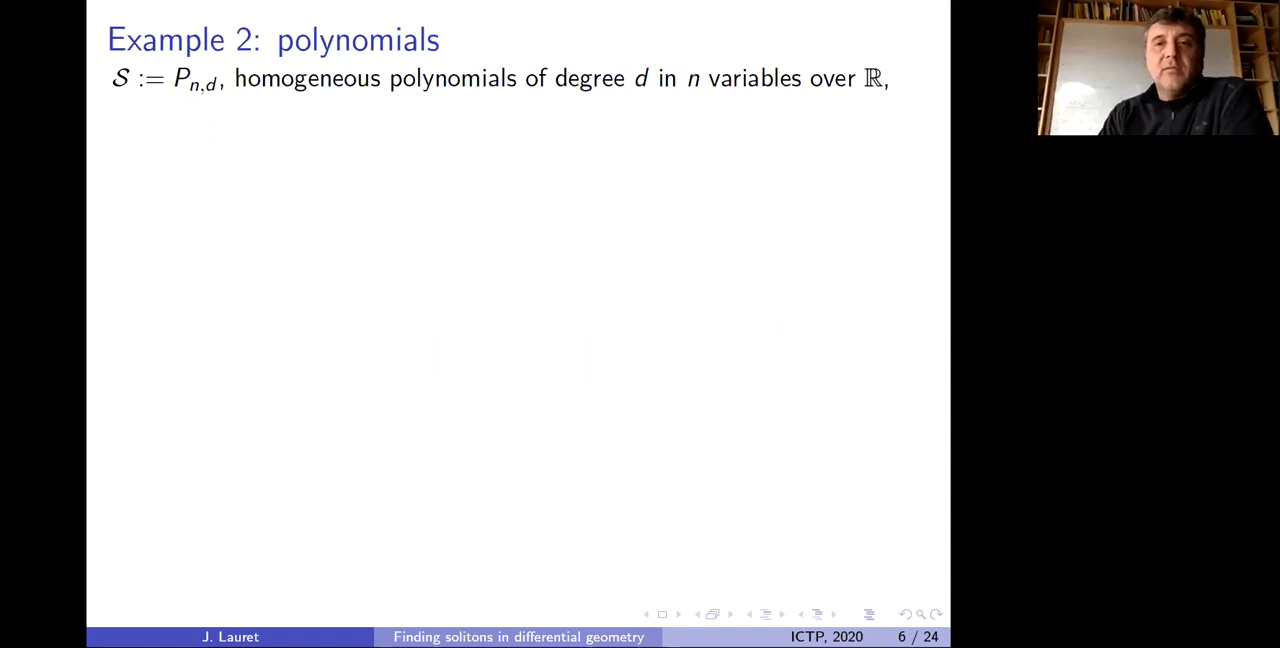 Example 2: polynomials
𝒮 := Pₙ,d, homogeneous polynomials of degree d in n variables over ℝ,
J. Lauret Finding solitons in differential geometry ICTP, 2020 6 / 24